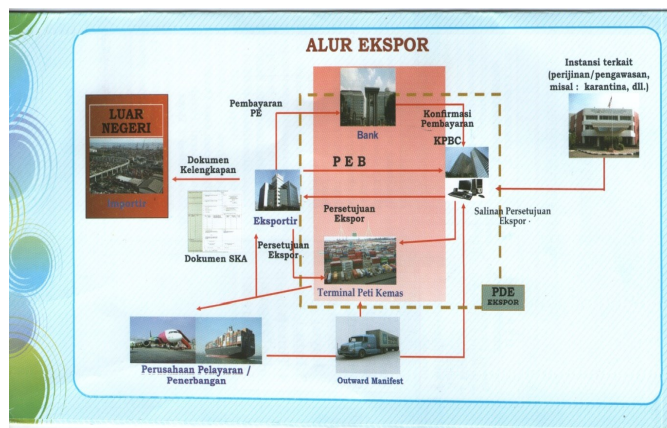 ALUR EKSPOR
Instansi terkait
(perijinan/pengawasan,
misal : karantina, dll.)
Pembayaran
PE
Bank
Konfirmasi
Pembayaran
KPBC
LUAR
NEGERI
Importir
Dokumen
Kelengkapan
P E B
Eksportir
Persetujuan
Ekspor
Salinan Persetujuan
Ekspor
Dokumen SKA
Persetujuan
Ekspor
Terminal Peti Kemas
PDE
EKSPOR
Perusahaan Pelayaran /
Penerbangan
Outward Manifest